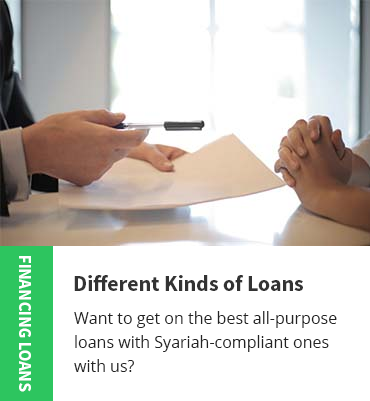 FINANCING LOANS
Different Kinds of Loans
Want to get on the best all-purpose
loans with Syariah-compliant ones
with us?